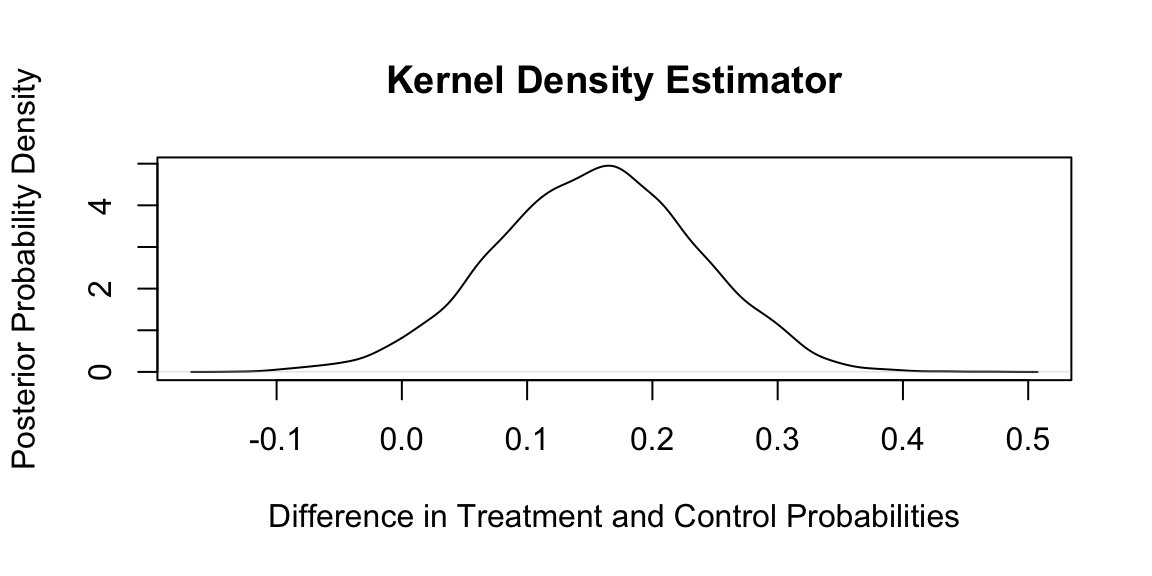 Kernel Density Estimator
Posterior Probability Density
4
2
0
-0.1 0.0 0.1 0.2 0.3 0.4 0.5
Difference in Treatment and Control Probabilities